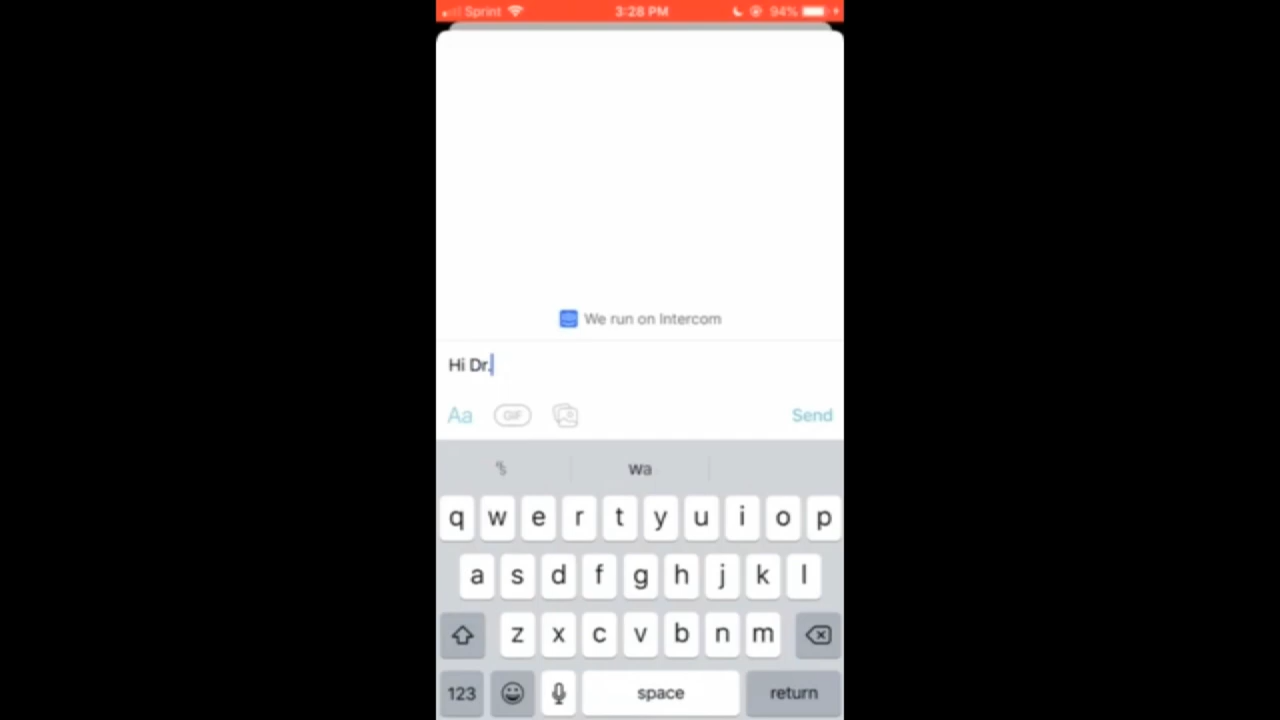 Sprint 3:28 PM 94%
We run on Intercom
Hi Dr.
Aa GIF Send
wa
q w e r t y u i o p
a s d f g h j k l
z x c v b n m
123 space return